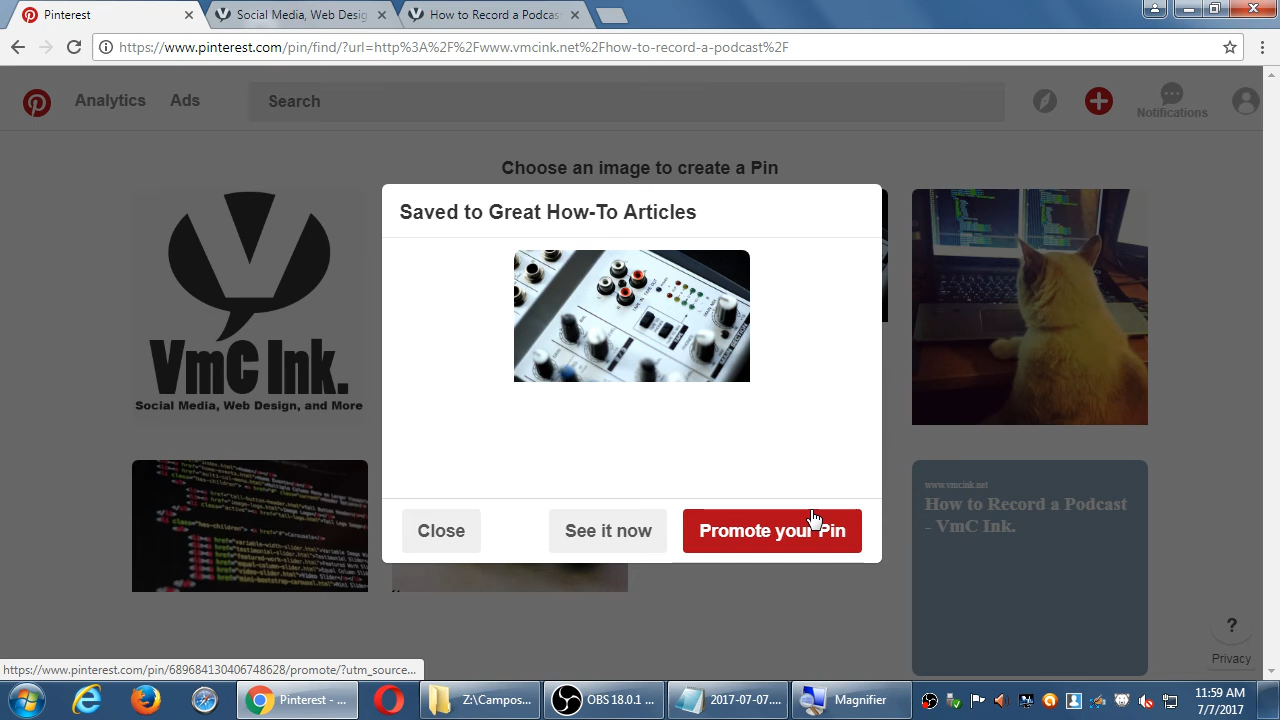 Pinterest
Social Media, Web Desig
How to Record a Podcas
https://www.pinterest.com/pin/find/?url=http%3A%2F%2Fwww.vmcink.net%2Fhow-to-record-a-podcast%2F
Analytics
Ads
Search
Notifications
Choose an image to create a Pin
Saved to Great How-To Articles
VmC Ink.
Social Media, Web Design, and More
www.vmcink.net
How to Record a Podcast
- VmC Ink.
Close
See it now
Promote your Pin
?
Privacy
https://www.pinterest.com/pin/689684130406748628/promote/?utm_source...
Pinterest - ...
Z:\Campos...
OBS 18.0.1 ...
2017-07-07....
Magnifier
11:59 AM
7/7/2017